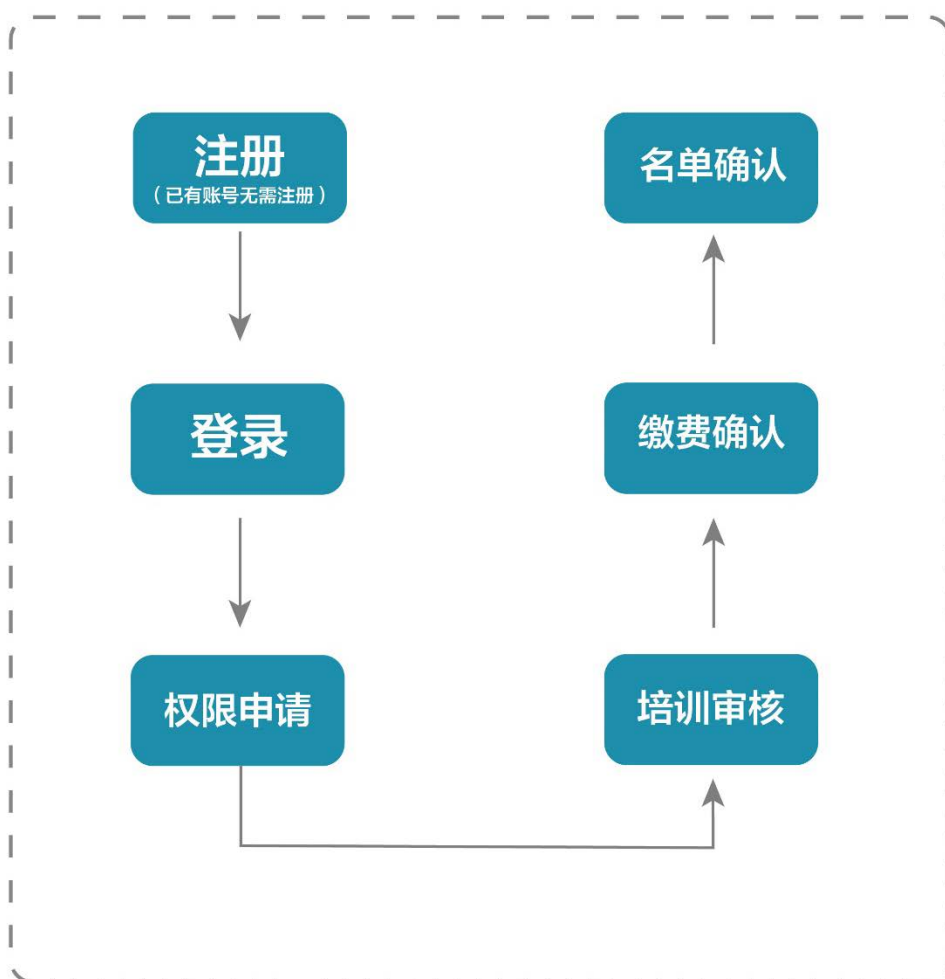 注册
（已有账号无需注册）
登录
权限申请
培训审核
缴费确认
名单确认